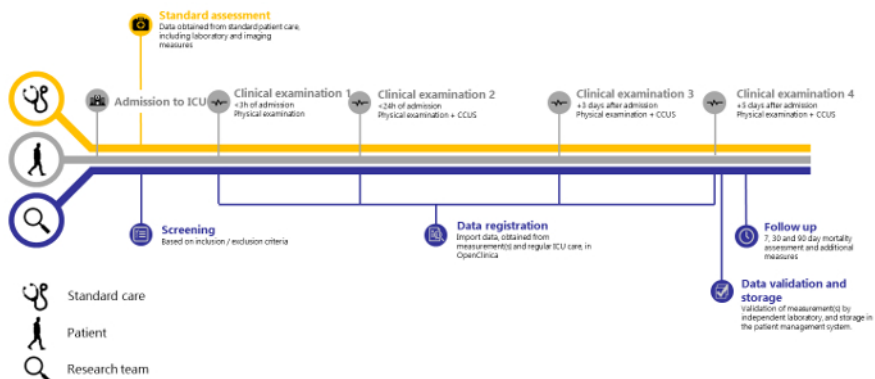 Standard assessment
Data obtained from standard patient care,
including laboratory and imaging
measures
Admission to ICU
Clinical examination 1
<3h of admission
Physical examination
Clinical examination 2
<24h of admission
Physical examination + CCUS
Clinical examination 3
+3 days after admission
Physical examination + CCUS
Clinical examination 4
+5 days after admission
Physical examination + CCUS
Screening
Based on inclusion / exclusion criteria
Data registration
Import data, obtained from
measurement(s) and regular ICU care, in
OpenClinica
Follow up
7, 30 and 90 day mortality
assessment and additional
measures
Data validation and
storage
Validation of measurement(s) by
independent laboratory, and storage in
the patient management system.
Standard care
Patient
Research team